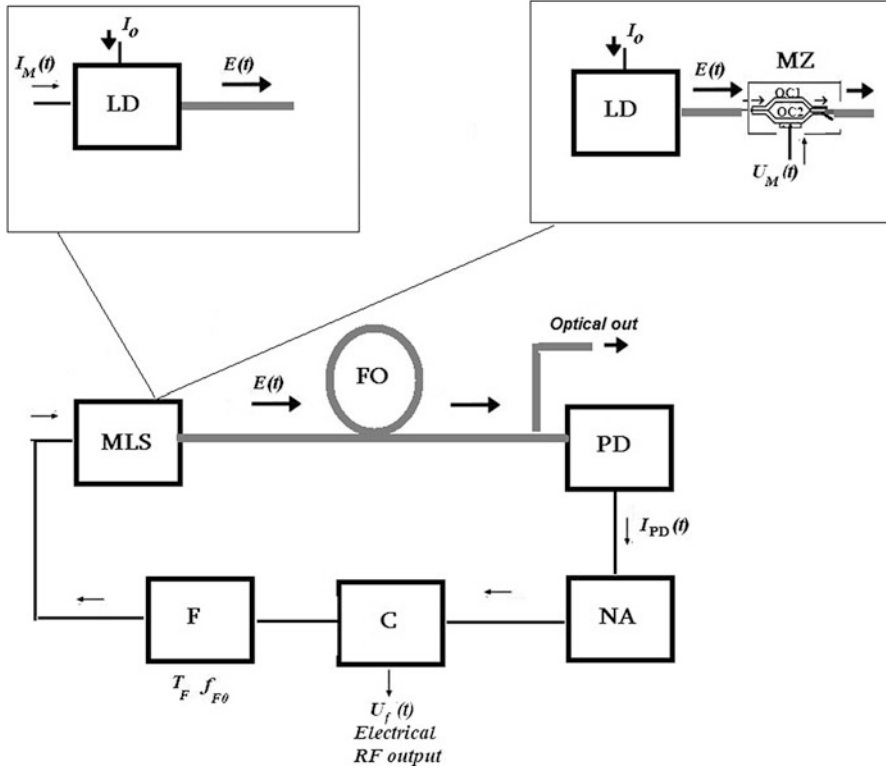 I_o
I_M(t)
E(t)
LD
I_o
E(t)
MZ
LD
OC1
OC2
U_M(t)
Optical out
FO
E(t)
MLS
PD
I_PD(t)
F
C
NA
T_F f_F0
U_f(t)
Electrical
RF output